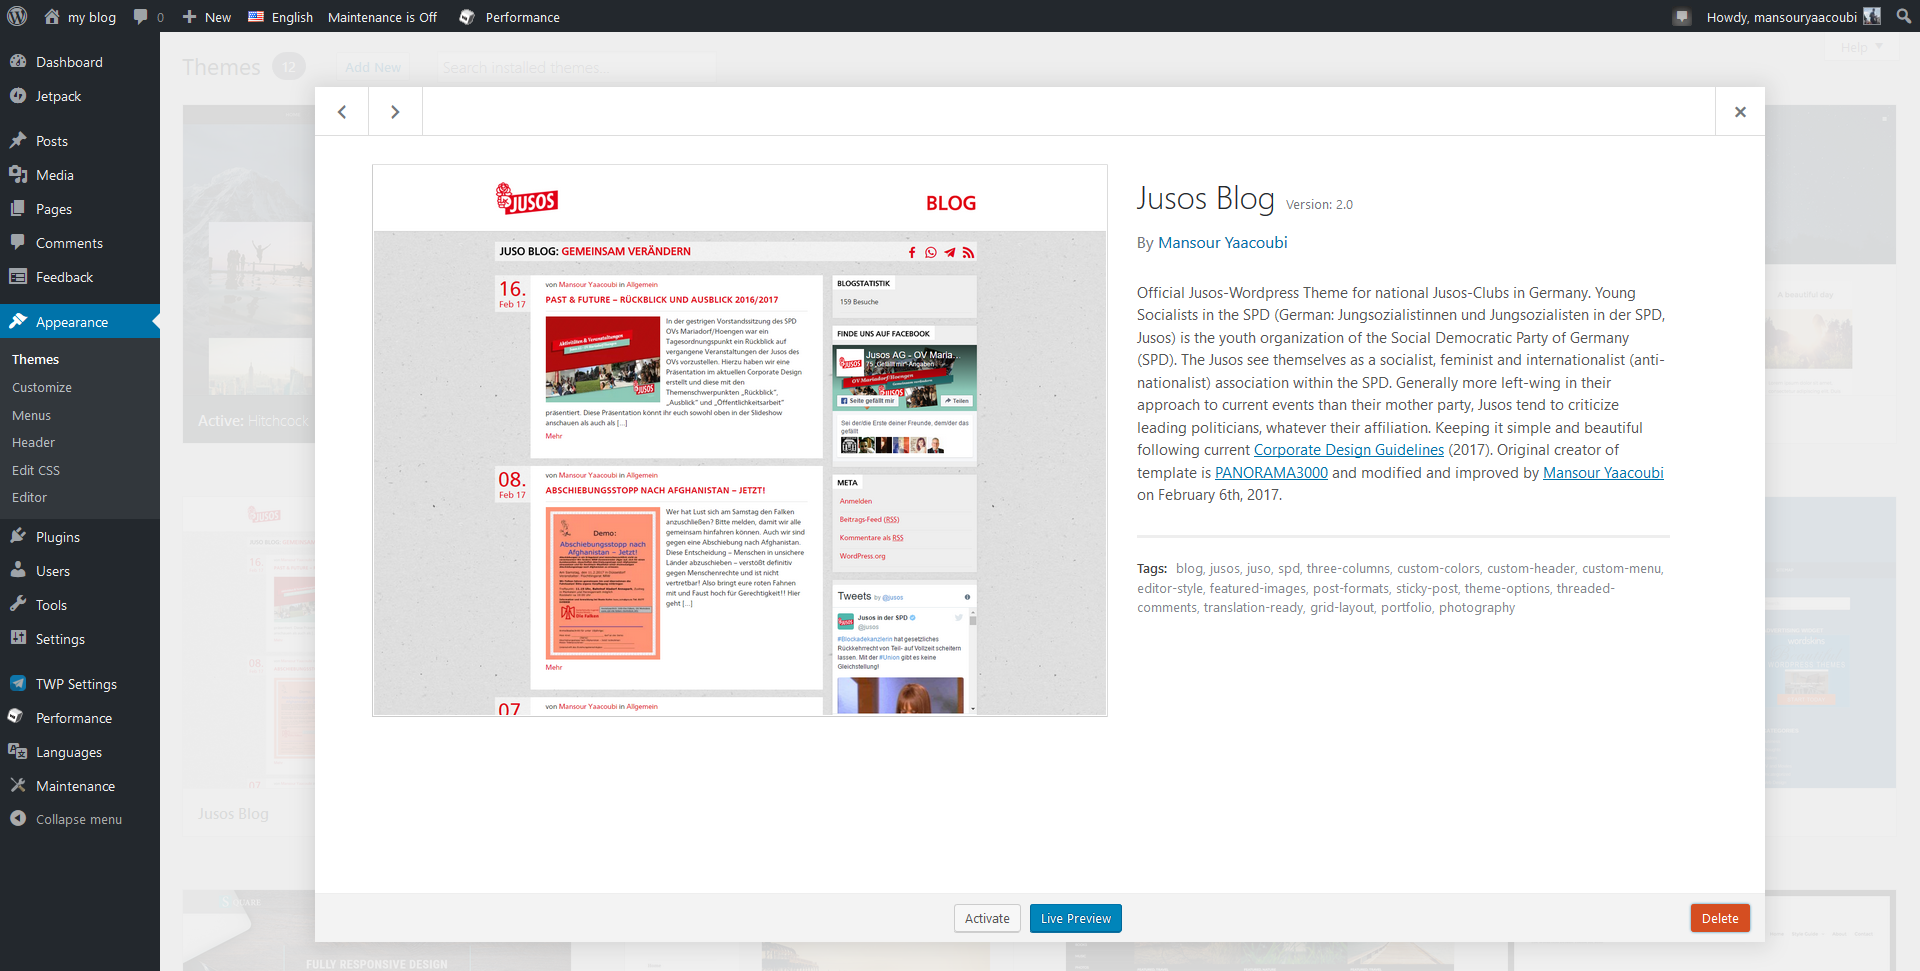 my blog
0
New
English
Maintenance is Off
Performance
Howdy, mansouryaacoubi
Dashboard
Jetpack
Posts
Media
Pages
Comments
Feedback
Appearance
Themes
Customize
Menus
Header
Edit CSS
Editor
Plugins
Users
Tools
Settings
TWP Settings
Performance
Languages
Maintenance
Collapse menu
Themes 12
Add New
Search installed themes...
Help
Active: Hitchcock
Jusos Blog
A beautiful day
SQUARE
FULLY RESPONSIVE DESIGN
JUSOS
BLOG
JUSO BLOG: GEMEINSAM VERÄNDERN
16.
Feb 17
von Mansour Yaacoubi in Allgemein
PAST & FUTURE – RÜCKBLICK UND AUSBLICK 2016/2017
Aktivitäten & Veranstaltungen
JUSOS
In der gestrigen Vorstandssitzung des SPD
OVs Mariadorf/Hoengen war ein
Tagesordnungspunkt ein Rückblick auf
vergangene Veranstaltungen der Jusos des
OVs vorzustellen. Hierzu haben wir eine
Präsentation im aktuellen Corporate Design
erstellt und diese mit den
Themenschwerpunkten „Rückblick",
„Ausblick" und „Öffentlichkeitsarbeit"
präsentiert. Diese Präsentation könnt ihr euch sowohl oben in der Slideshow
anschauen als auch als [...]
Mehr
08.
Feb 17
von Mansour Yaacoubi in Allgemein
ABSCHIEBUNGSSTOPP NACH AFGHANISTAN – JETZT!
Demo:
Abschiebungsstopp nach
Afghanistan – Jetzt!
Die Falken
Wer hat Lust sich am Samstag den Falken
anzuschließen? Bitte melden, damit wir alle
gemeinsam hinfahren können. Auch wir sind
gegen eine Abschiebung nach Afghanistan.
Diese Entscheidung – Menschen in unsichere
Länder abzuschieben – verstößt definitiv
gegen Menschenrechte und ist nicht
vertretbar! Also bringt eure roten Fahnen
mit und Faust hoch für Gerechtigkeit!! Hier
geht [...]
Mehr
07
von Mansour Yaacoubi in Allgemein
BLOGSTATISTIK
159 Besuche
FINDE UNS AUF FACEBOOK
Jusos AG - OV Maria...
75 „Gefällt mir"-Angaben
OV Mariadorf/Hoengen
Seite gefällt mir
Teilen
Sei der/die Erste deiner Freunde, dem/der das
gefällt
META
Anmelden
Beitrags-Feed (RSS)
Kommentare als RSS
WordPress.org
Tweets by @jusos
Jusos in der SPD
@jusos
#Blockadekanzlerin hat gesetzliches
Rückkehrrecht von Teil- auf Vollzeit scheitern
lassen. Mit der #Union gibt es keine
Gleichstellung!
Jusos Blog Version: 2.0
By Mansour Yaacoubi
Official Jusos-Wordpress Theme for national Jusos-Clubs in Germany. Young
Socialists in the SPD (German: Jungsozialistinnen und Jungsozialisten in der SPD,
Jusos) is the youth organization of the Social Democratic Party of Germany
(SPD). The Jusos see themselves as a socialist, feminist and internationalist (anti-
nationalist) association within the SPD. Generally more left-wing in their
approach to current events than their mother party, Jusos tend to criticize
leading politicians, whatever their affiliation. Keeping it simple and beautiful
following current Corporate Design Guidelines (2017). Original creator of
template is PANORAMA3000 and modified and improved by Mansour Yaacoubi
on February 6th, 2017.
Tags: blog, jusos, juso, spd, three-columns, custom-colors, custom-header, custom-menu,
editor-style, featured-images, post-formats, sticky-post, theme-options, threaded-
comments, translation-ready, grid-layout, portfolio, photography
Activate
Live Preview
Delete